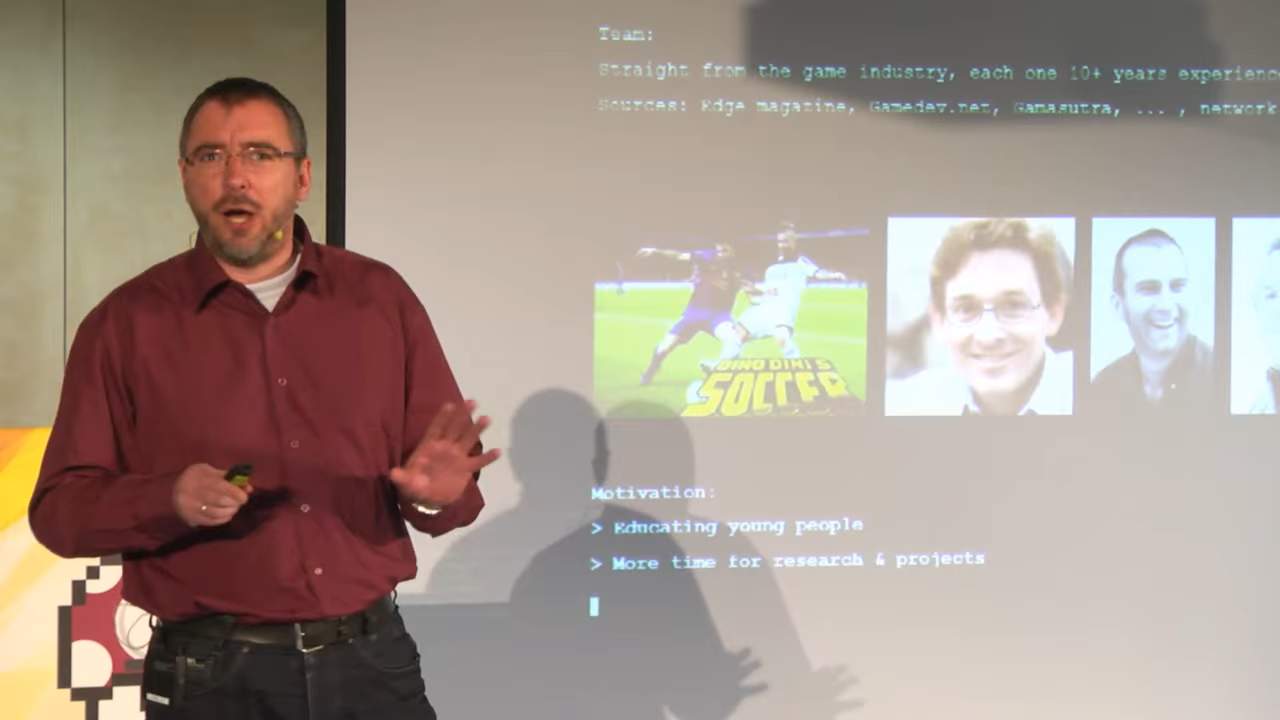 Team:
Straight from the game industry, each one 10+ years experienc
Sources: Edge magazine, Gamedev.net, Gamasutra, ... , network
DINO DINI'S
SOCCER
Motivation:
> Educating young people
> More time for research & projects